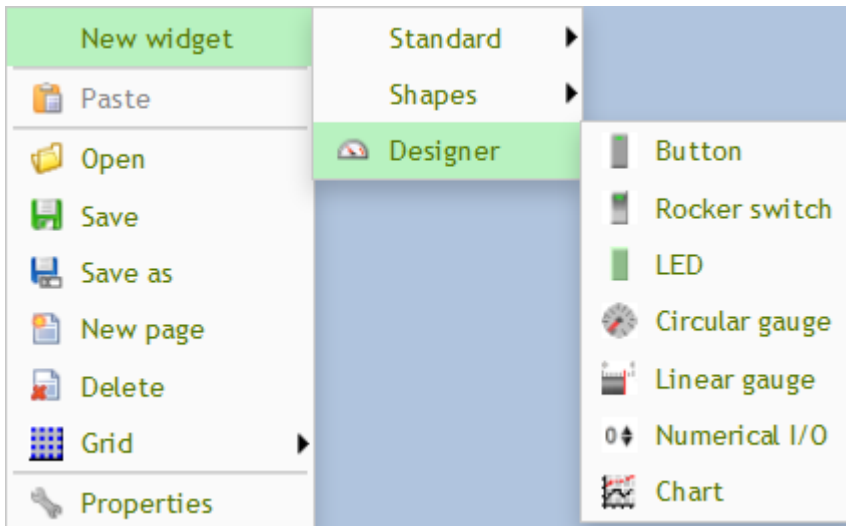 New widget
Paste
Open
Save
Save as
New page
Delete
Grid
Properties
Standard
Shapes
Designer
Button
Rocker switch
LED
Circular gauge
Linear gauge
0 Numerical I/O
Chart